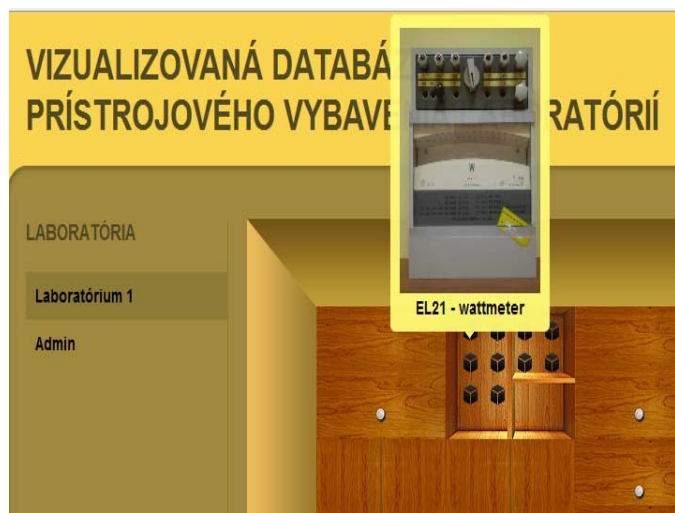 VIZUALIZOVANÁ DATABÁ
PRÍSTROJOVÉHO VYBAVE RATÓRIÍ
LABORATÓRIA
Laboratórium 1
Admin
W
EL21 - wattmeter